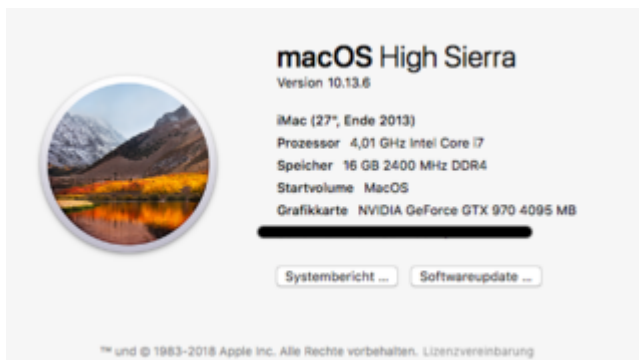 macOS High Sierra
Version 10.13.6
iMac (27", Ende 2013)
Prozessor 4,01 GHz Intel Core i7
Speicher 16 GB 2400 MHz DDR4
Startvolume MacOS
Grafikkarte NVIDIA GeForce GTX 970 4095 MB
Systembericht ... Softwareupdate ...
™ und © 1983-2018 Apple Inc. Alle Rechte vorbehalten. Lizenzvereinbarung